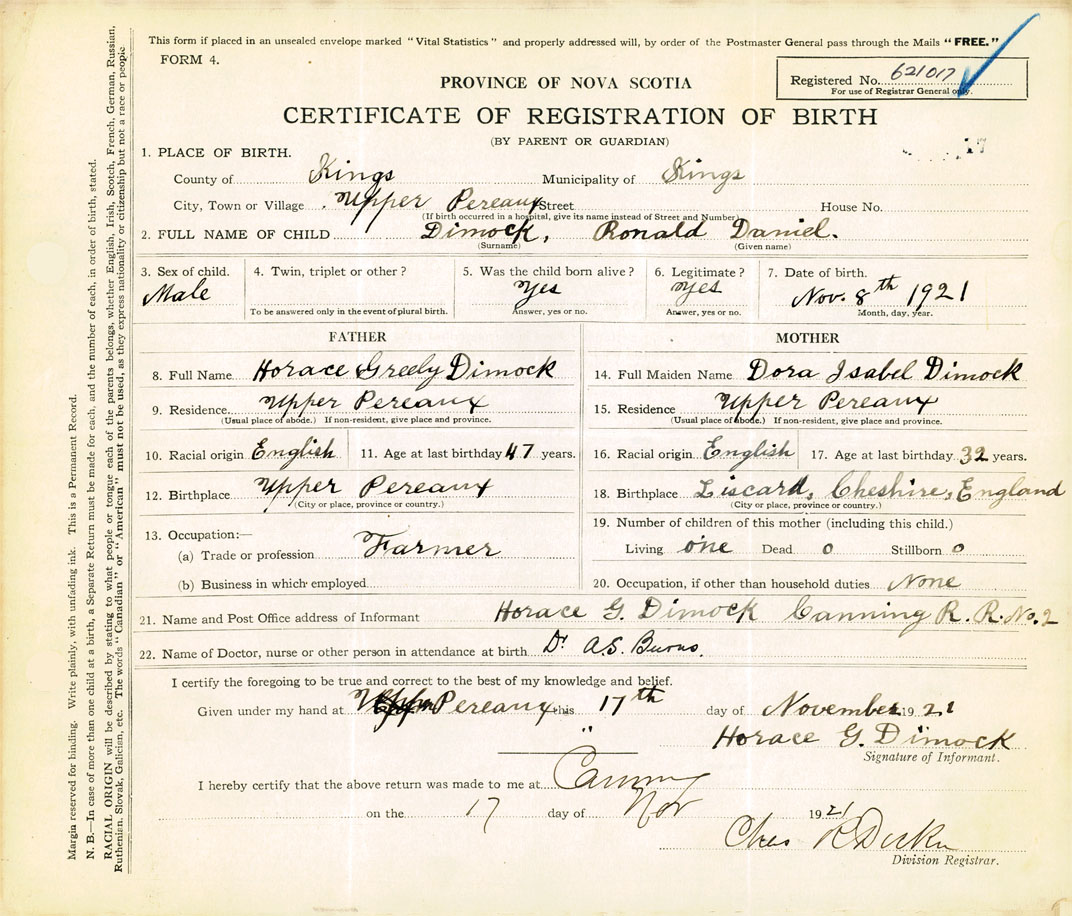 This form if placed in an unsealed envelope marked "Vital Statistics" and properly addressed will, by order of the Postmaster General pass through the Mails "FREE."
FORM 4.
Registered No. 621017
For use of Registrar General only.
PROVINCE OF NOVA SCOTIA
CERTIFICATE OF REGISTRATION OF BIRTH
(BY PARENT OR GUARDIAN)
17
1. PLACE OF BIRTH.
County of Kings Municipality of Kings
City, Town or Village Upper Pereaux Street House No.
(If birth occurred in a hospital, give its name instead of Street and Number)
2. FULL NAME OF CHILD Dimock, Ronald Daniel.
(Surname) (Given name)
3. Sex of child. 4. Twin, triplet or other? 5. Was the child born alive? 6. Legitimate? 7. Date of birth.
Male Yes Yes Nov. 8th 1921
To be answered only in the event of plural birth. Answer, yes or no. Answer, yes or no. Month, day, year.
FATHER
8. Full Name Horace Greely Dimock
9. Residence. Upper Pereaux
(Usual place of abode.) If non-resident, give place and province.
10. Racial origin English 11. Age at last birthday 47 years.
12. Birthplace Upper Pereaux
(City or place, province or country.)
13. Occupation:—
(a) Trade or profession Farmer
(b) Business in which employed
MOTHER
14. Full Maiden Name Dora Isabel Dimock
15. Residence Upper Pereaux
(Usual place of abode.) If non-resident, give place and province.
16. Racial origin English 17. Age at last birthday 32 years.
18. Birthplace Liscard, Cheshire, England
(City or place, province or country.)
19. Number of children of this mother (including this child.)
Living one Dead 0 Stillborn 0
20. Occupation, if other than household duties None
21. Name and Post Office address of Informant Horace G. Dimock Canning R. R. No. 2
22. Name of Doctor, nurse or other person in attendance at birth Dr A.S. Burns.
I certify the foregoing to be true and correct to the best of my knowledge and belief.
Given under my hand at Pereaux this 17th day of November 1921
"
Horace G. Dimock
Signature of Informant.
I hereby certify that the above return was made to me at Canning
on the 17 day of Nov 1921
Chas R
Division Registrar.
Margin reserved for binding. Write plainly, with unfading ink. This is a Permanent Record.
N. B.—In case of more than one child at a birth, a Separate Return must be made for each, and the number of each, in order of birth, stated.
RACIAL ORIGIN will be described by stating to what people or tongue each of the parents belongs, whether English, Irish, Scotch, French, German, Russian,
Ruthenian, Slovak, Galician, etc. The words "Canadian" or "American" must not be used, as they express nationality or citizenship but not a race or people